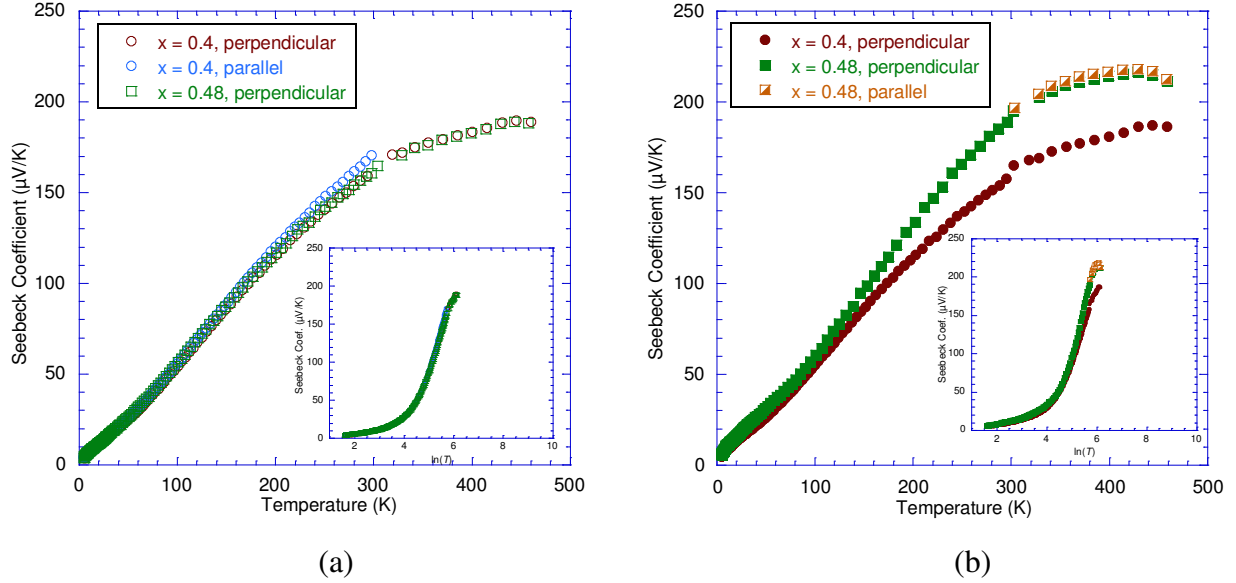 250
200
150
100
50
0
Seebeck Coefficient (µV/K)
x = 0.4, perpendicular
x = 0.4, parallel
x = 0.48, perpendicular
250
200
150
100
50
0
Seebeck Coef. (µV/K)
2 4 6 8 10
ln(T)
0 100 200 300 400 500
Temperature (K)
(a)
250
200
150
100
50
0
Seebeck Coefficient (µV/K)
x = 0.4, perpendicular
x = 0.48, perpendicular
x = 0.48, parallel
250
200
150
100
50
0
Seebeck Coef. (µV/K)
2 4 6 8 10
ln(T)
0 100 200 300 400 500
Temperature (K)
(b)